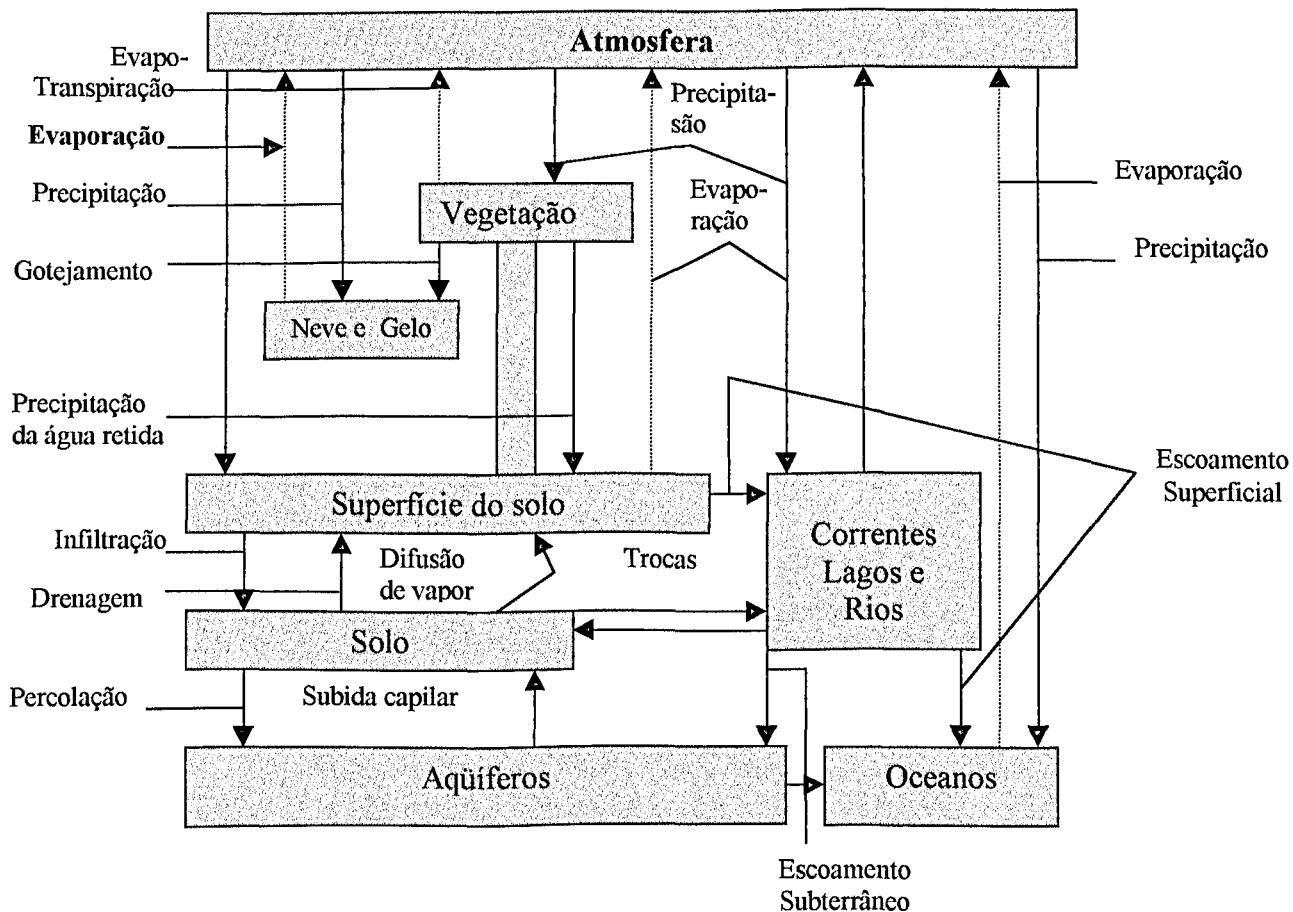 Atmosfera
Evapo-
Transpiração
Evaporação
Precipitação
Gotejamento
Precipita-
são
Evapo-
ração
Evaporação
Precipitação
Vegetação
Neve e Gelo
Precipitação
da água retida
Escoamento
Superficial
Superfície do solo
Infiltração
Drenagem
Difusão
de vapor
Trocas
Correntes
Lagos e
Rios
Solo
Percolação
Subida capilar
Aqüíferos
Oceanos
Escoamento
Subterrâneo